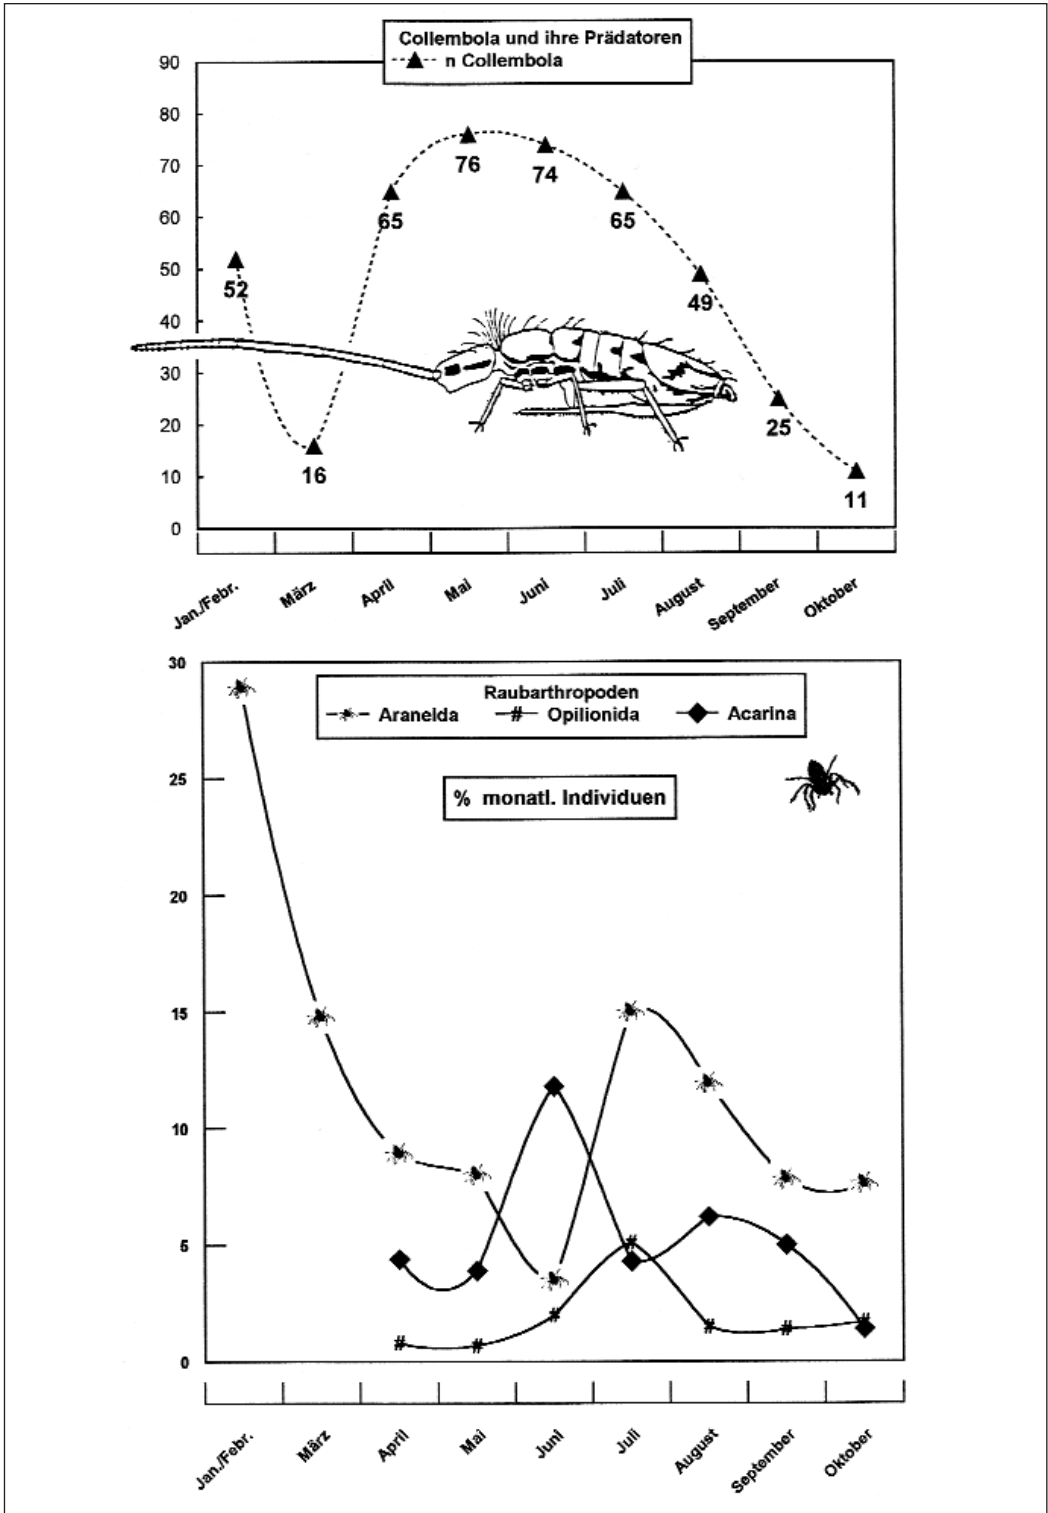 Collembola und ihre Prädatoren
n Collembola
90
80
70
60
50
40
30
20
10
0
52
16
65
76
74
65
49
25
11
Jan./Febr.
März
April
Mai
Juni
Juli
August
September
Oktober
30
25
20
15
10
5
0
Raubarthropoden
Araneida # Opilionida Acarina
% monatl. Individuen
Jan./Febr.
März
April
Mai
Juni
Juli
August
September
Oktober